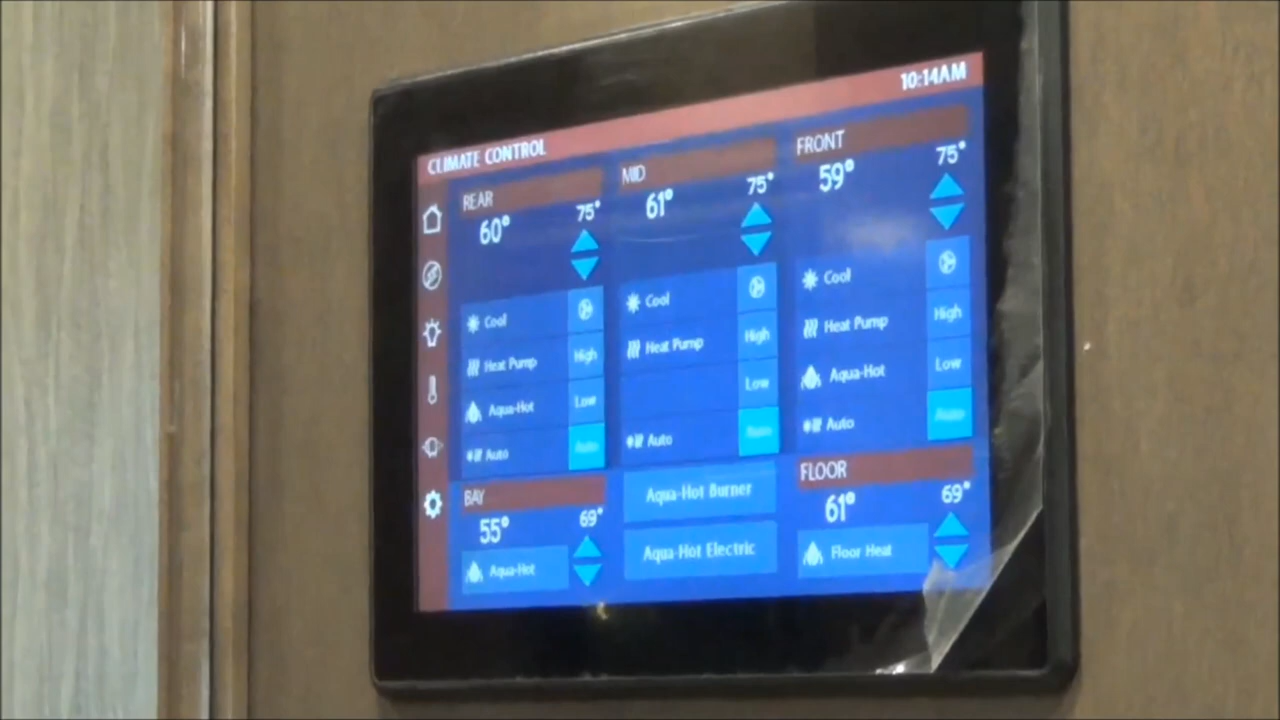 10:14AM
CLIMATE CONTROL
REAR
60°
75°
Cool
Heat Pump
High
Aqua-Hot
Low
Auto
Auto
MID
61°
75°
Cool
Heat Pump
High
Low
Auto
Auto
FRONT
59°
75°
Cool
Heat Pump
High
Aqua-Hot
Low
Auto
Auto
BAY
55°
69°
Aqua-Hot
Aqua-Hot Burner
Aqua-Hot Electric
FLOOR
61°
69°
Floor Heat